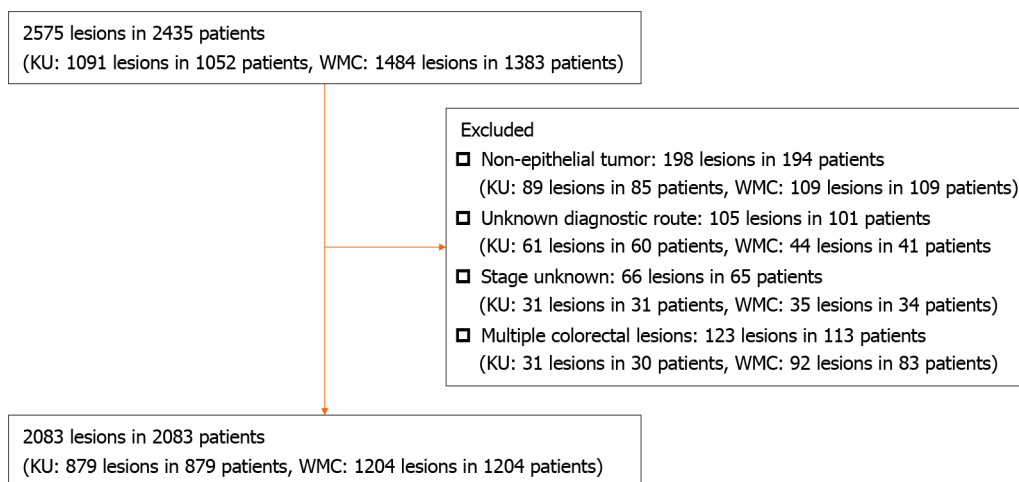 2575 lesions in 2435 patients
(KU: 1091 lesions in 1052 patients, WMC: 1484 lesions in 1383 patients)
Excluded
Non-epithelial tumor: 198 lesions in 194 patients
(KU: 89 lesions in 85 patients, WMC: 109 lesions in 109 patients)
Unknown diagnostic route: 105 lesions in 101 patients
(KU: 61 lesions in 60 patients, WMC: 44 lesions in 41 patients
Stage unknown: 66 lesions in 65 patients
(KU: 31 lesions in 31 patients, WMC: 35 lesions in 34 patients)
Multiple colorectal lesions: 123 lesions in 113 patients
(KU: 31 lesions in 30 patients, WMC: 92 lesions in 83 patients)
2083 lesions in 2083 patients
(KU: 879 lesions in 879 patients, WMC: 1204 lesions in 1204 patients)